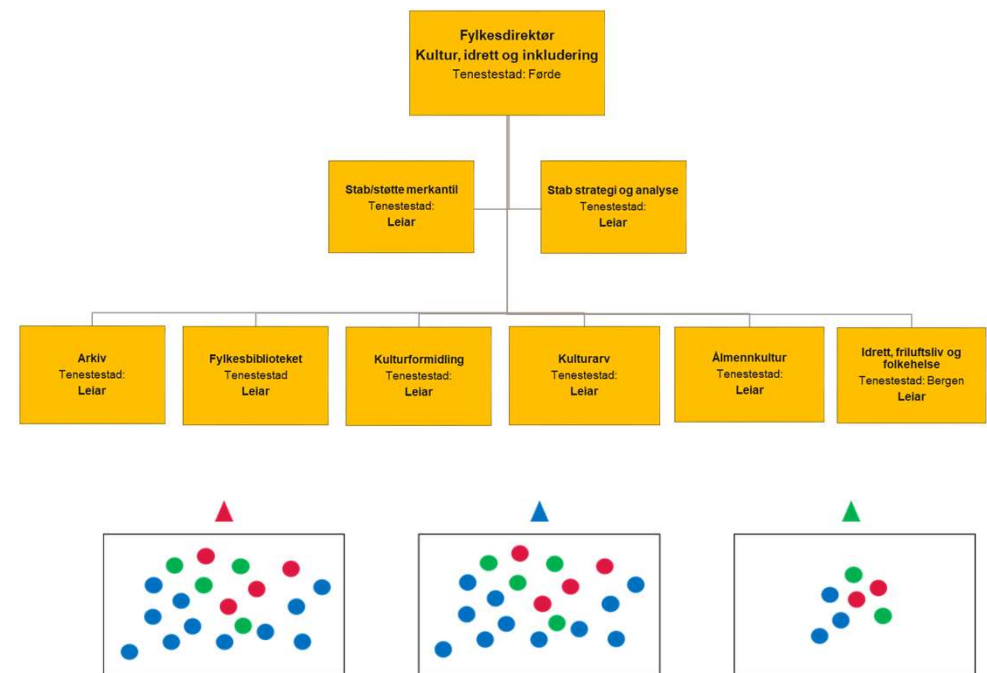 Fylkesdirektør
Kultur, idrett og inkludering
Tenestestad: Førde
Stab/støtte merkantil
Tenestestad:
Leiar
Stab strategi og analyse
Tenestestad:
Leiar
Arkiv
Tenestestad:
Leiar
Fylkesbiblioteket
Tenestestad
Leiar
Kulturformidling
Tenestestad:
Leiar
Kulturarv
Tenestestad:
Leiar
Ålmennkultur
Tenestestad:
Leiar
Idrett, friluftsliv og
folkehelse
Tenestestad: Bergen
Leiar